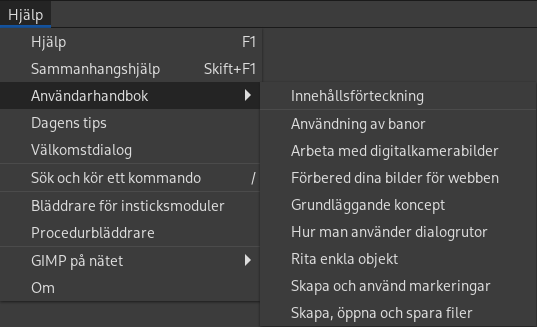 Hjälp
Hjälp F1
Sammanhangshjälp Skift+F1
Användarhandbok
Dagens tips
Välkomstdialog
Sök och kör ett kommando /
Bläddrare för insticksmoduler
Procedurbläddrare
GIMP på nätet
Om
Innehållsförteckning
Användning av banor
Arbeta med digitalkamerabilder
Förbered dina bilder för webben
Grundläggande koncept
Hur man använder dialogrutor
Rita enkla objekt
Skapa och använd markeringar
Skapa, öppna och spara filer